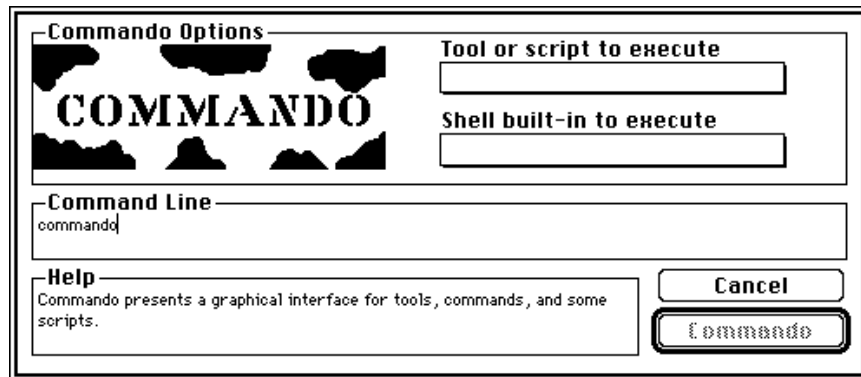 Commando Options
COMMANDO
Tool or script to execute
Shell built-in to execute
Command Line
commando
Help
Commando presents a graphical interface for tools, commands, and some
scripts.
Cancel
Commando